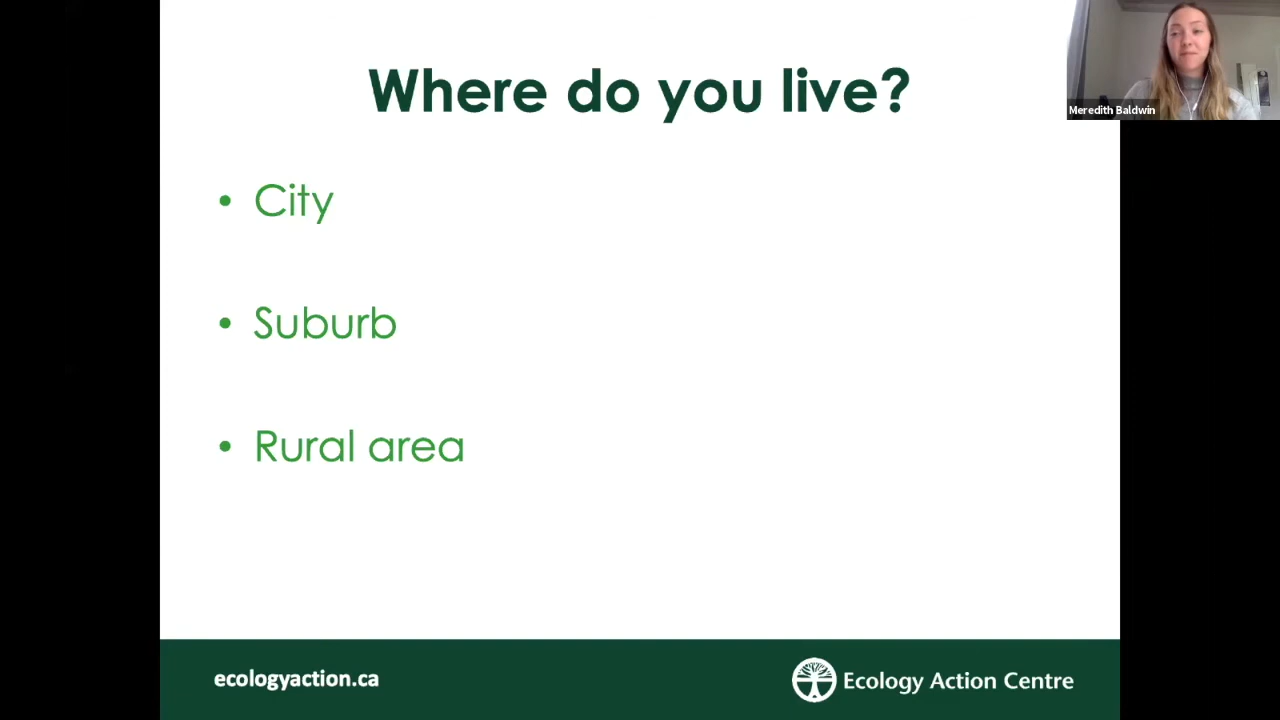 Where do you live?
Meredith Baldwin
• City
• Suburb
• Rural area
ecologyaction.ca
Ecology Action Centre